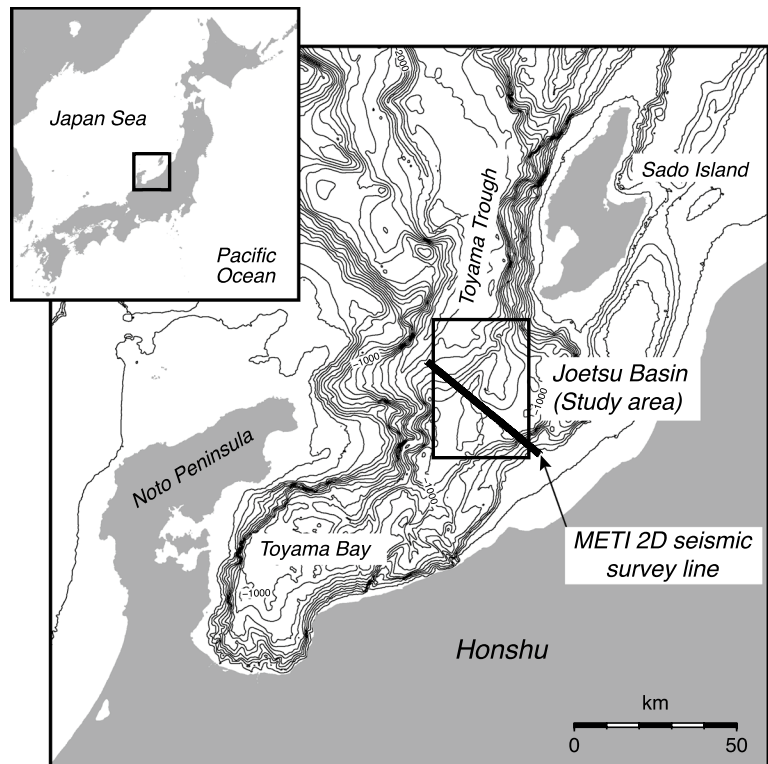 Japan Sea
Pacific
Ocean
-2000
Toyama Trough
Sado Island
-1000
Joetsu Basin
(Study area)
-1000
Noto Peninsula
-1000
Toyama Bay
METI 2D seismic
survey line
-1000
Honshu
km
0
50